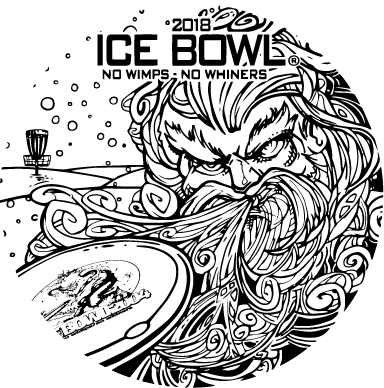 2018
ICE BOWL®
NO WIMPS - NO WHINERS